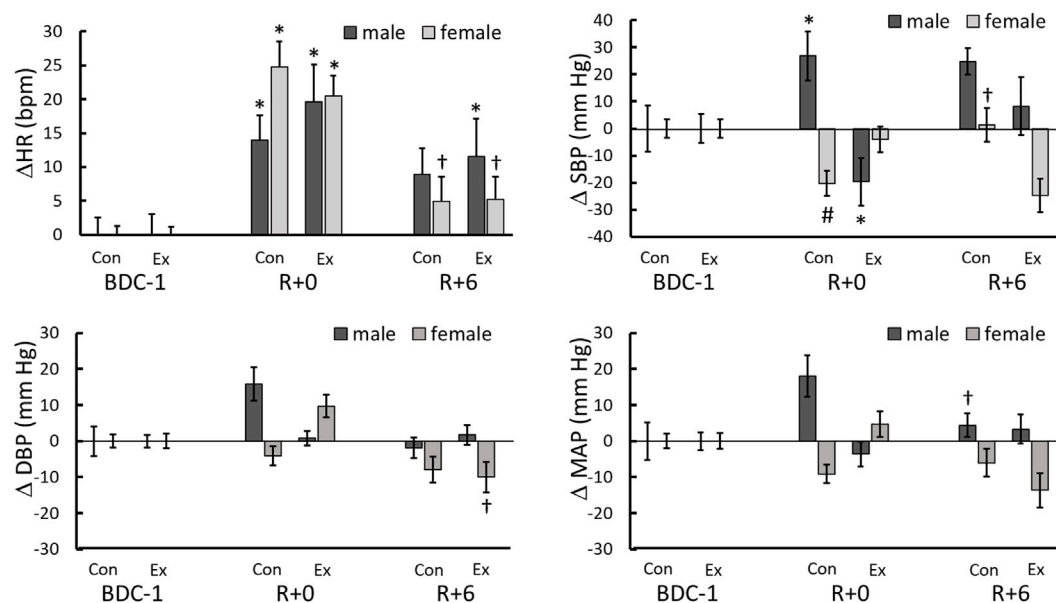 male female
ΔHR (bpm)
30
25
20
15
10
5
0
* * * * † * †
Con Ex Con Ex Con Ex
BDC-1 R+0 R+6
male female
Δ SBP (mm Hg)
40
30
20
10
0
-10
-20
-30
-40
* # * †
Con Ex Con Ex Con Ex
BDC-1 R+0 R+6
male female
Δ DBP (mm Hg)
30
20
10
0
-10
-20
-30
†
Con Ex Con Ex Con Ex
BDC-1 R+0 R+6
male female
Δ MAP (mm Hg)
30
20
10
0
-10
-20
-30
†
Con Ex Con Ex Con Ex
BDC-1 R+0 R+6